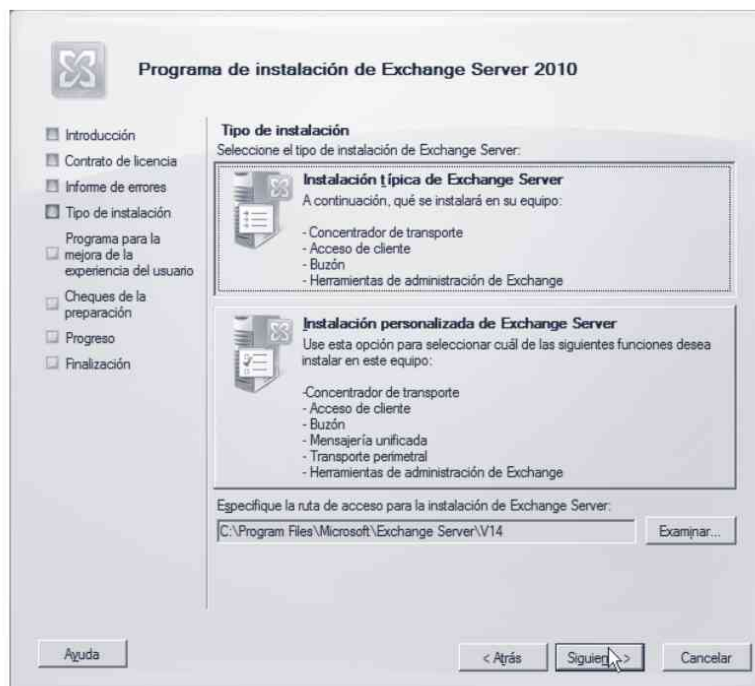 Programa de instalación de Exchange Server 2010
Introducción
Contrato de licencia
Informe de errores
Tipo de instalación
Programa para la
mejora de la
experiencia del usuario
Cheques de la
preparación
Progreso
Finalización
Tipo de instalación
Seleccione el tipo de instalación de Exchange Server:
Instalación típica de Exchange Server
A continuación, qué se instalará en su equipo:
- Concentrador de transporte
- Acceso de cliente
- Buzón
- Herramientas de administración de Exchange
Instalación personalizada de Exchange Server
Use esta opción para seleccionar cuál de las siguientes funciones desea
instalar en este equipo:
-Concentrador de transporte
- Acceso de cliente
- Buzón
- Mensajería unificada
- Transporte perimetral
- Herramientas de administración de Exchange
Especifique la ruta de acceso para la instalación de Exchange Server:
C:\Program Files\Microsoft\Exchange Server\V14
Examinar...
Ayuda
< Atrás
Cancelar